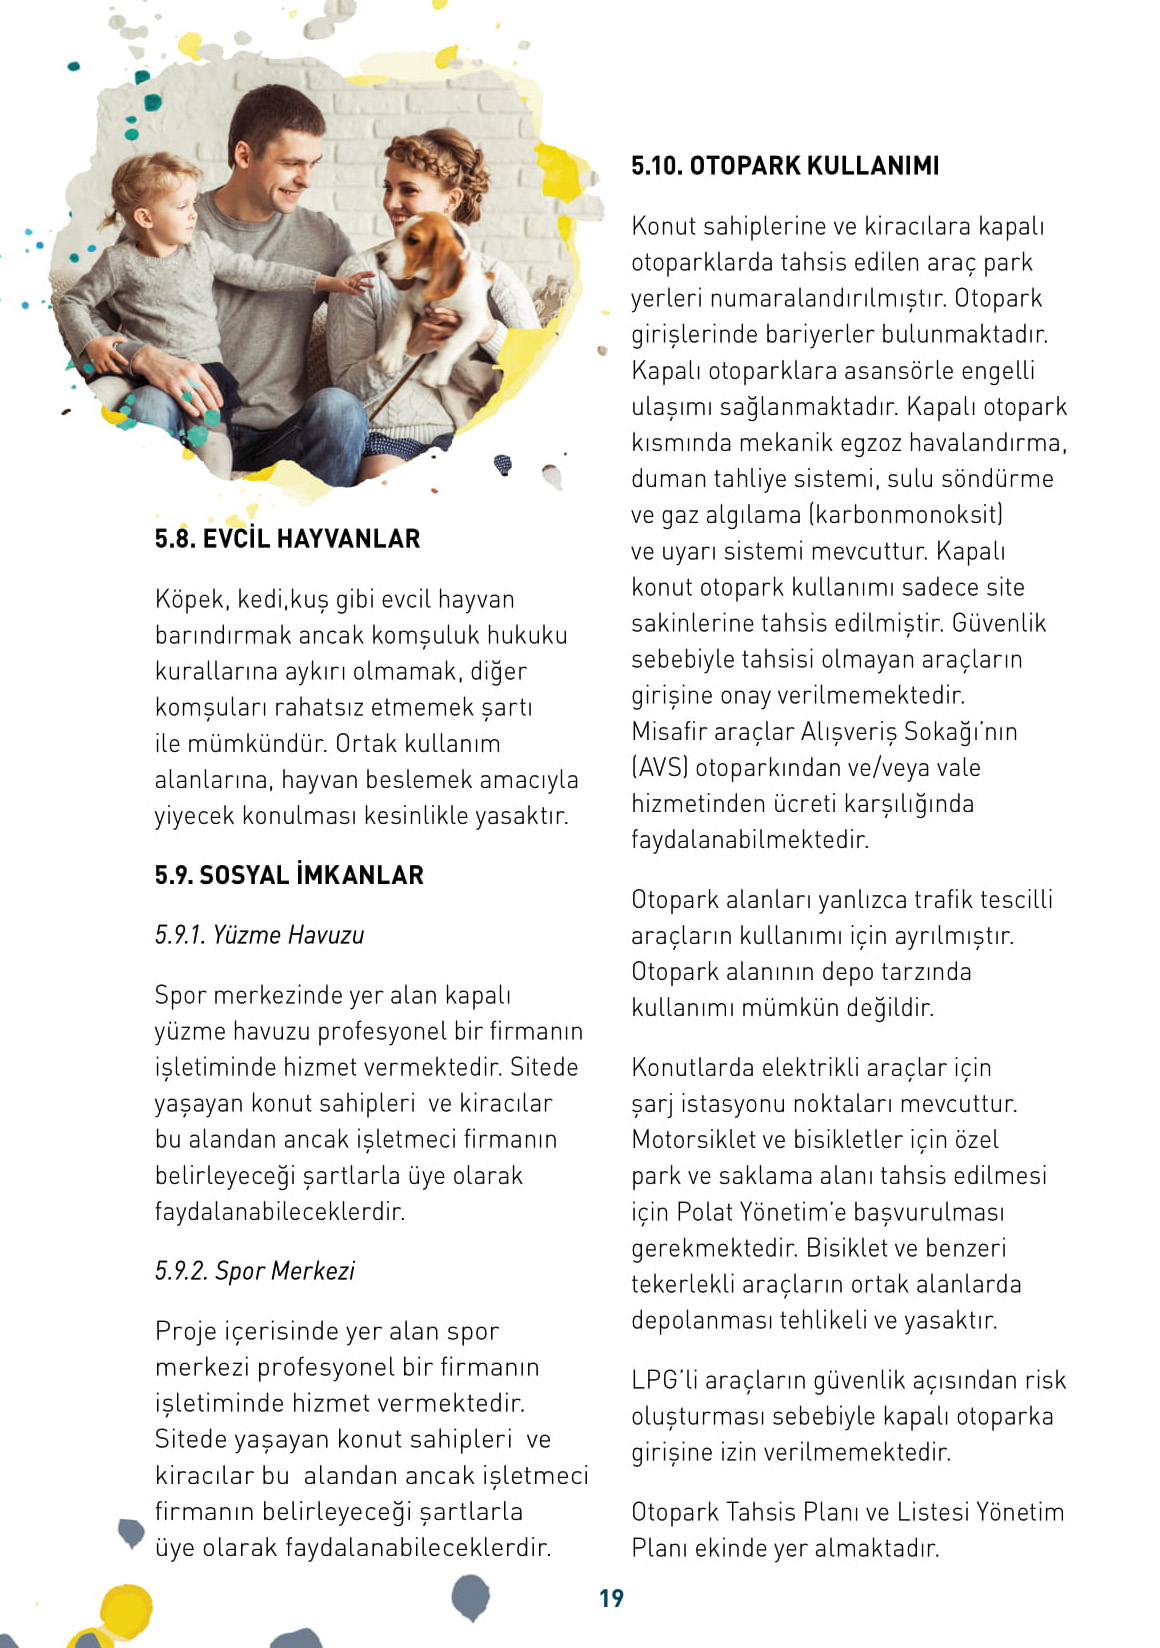 5.8. EVCİL HAYVANLAR
Köpek, kedi,kuş gibi evcil hayvan
barındırmak ancak komşuluk hukuku
kurallarına aykırı olmamak, diğer
komşuları rahatsız etmemek şartı
ile mümkündür. Ortak kullanım
alanlarına, hayvan beslemek amacıyla
yiyecek konulması kesinlikle yasaktır.
5.9. SOSYAL İMKANLAR
5.9.1. Yüzme Havuzu
Spor merkezinde yer alan kapalı
yüzme havuzu profesyonel bir firmanın
işletiminde hizmet vermektedir. Sitede
yaşayan konut sahipleri  ve kiracılar
bu alandan ancak işletmeci firmanın
belirleyeceği şartlarla üye olarak
faydalanabileceklerdir.
5.9.2. Spor Merkezi
Proje içerisinde yer alan spor
merkezi profesyonel bir firmanın
işletiminde hizmet vermektedir.
Sitede yaşayan konut sahipleri  ve
kiracılar bu  alandan ancak işletmeci
firmanın belirleyeceği şartlarla
üye olarak faydalanabileceklerdir.
5.10. OTOPARK KULLANIMI
Konut sahiplerine ve kiracılara kapalı
otoparklarda tahsis edilen araç park
yerleri numaralandırılmıştır. Otopark
girişlerinde bariyerler bulunmaktadır.
Kapalı otoparklara asansörle engelli
ulaşımı sağlanmaktadır. Kapalı otopark
kısmında mekanik egzoz havalandırma,
duman tahliye sistemi, sulu söndürme
ve gaz algılama (karbonmonoksit)
ve uyarı sistemi mevcuttur. Kapalı
konut otopark kullanımı sadece site
sakinlerine tahsis edilmiştir. Güvenlik
sebebiyle tahsisi olmayan araçların
girişine onay verilmemektedir.
Misafir araçlar Alışveriş Sokağı’nın
(AVS) otoparkından ve/veya vale
hizmetinden ücreti karşılığında
faydalanabilmektedir.
Otopark alanları yanlızca trafik tescilli
araçların kullanımı için ayrılmıştır.
Otopark alanının depo tarzında
kullanımı mümkün değildir.
Konutlarda elektrikli araçlar için
şarj istasyonu noktaları mevcuttur.
Motorsiklet ve bisikletler için özel
park ve saklama alanı tahsis edilmesi
için Polat Yönetim’e başvurulması
gerekmektedir. Bisiklet ve benzeri
tekerlekli araçların ortak alanlarda
depolanması tehlikeli ve yasaktır.
LPG’li araçların güvenlik açısından risk
oluşturması sebebiyle kapalı otoparka
girişine izin verilmemektedir.
Otopark Tahsis Planı ve Listesi Yönetim
Planı ekinde yer almaktadır.
19